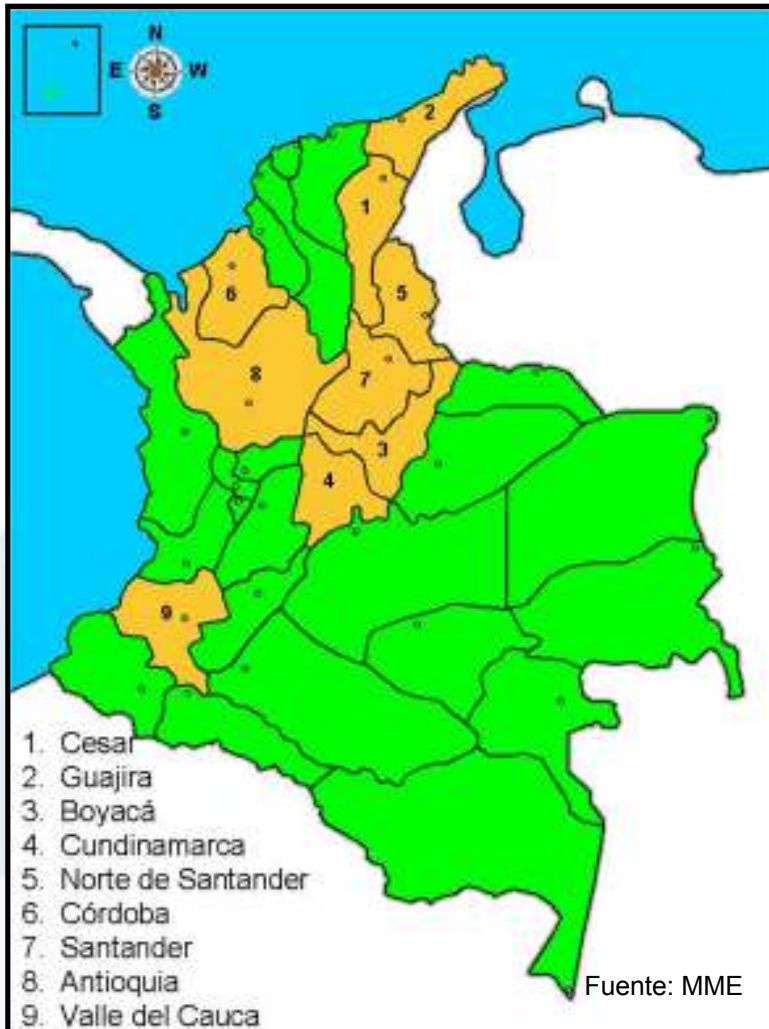 N
E W
S
2
1
6
5
8
7
3
4
9
1. Cesar
2. Guajira
3. Boyacá
4. Cundinamarca
5. Norte de Santander
6. Córdoba
7. Santander
8. Antioquia
9. Valle del Cauca
Fuente: MME